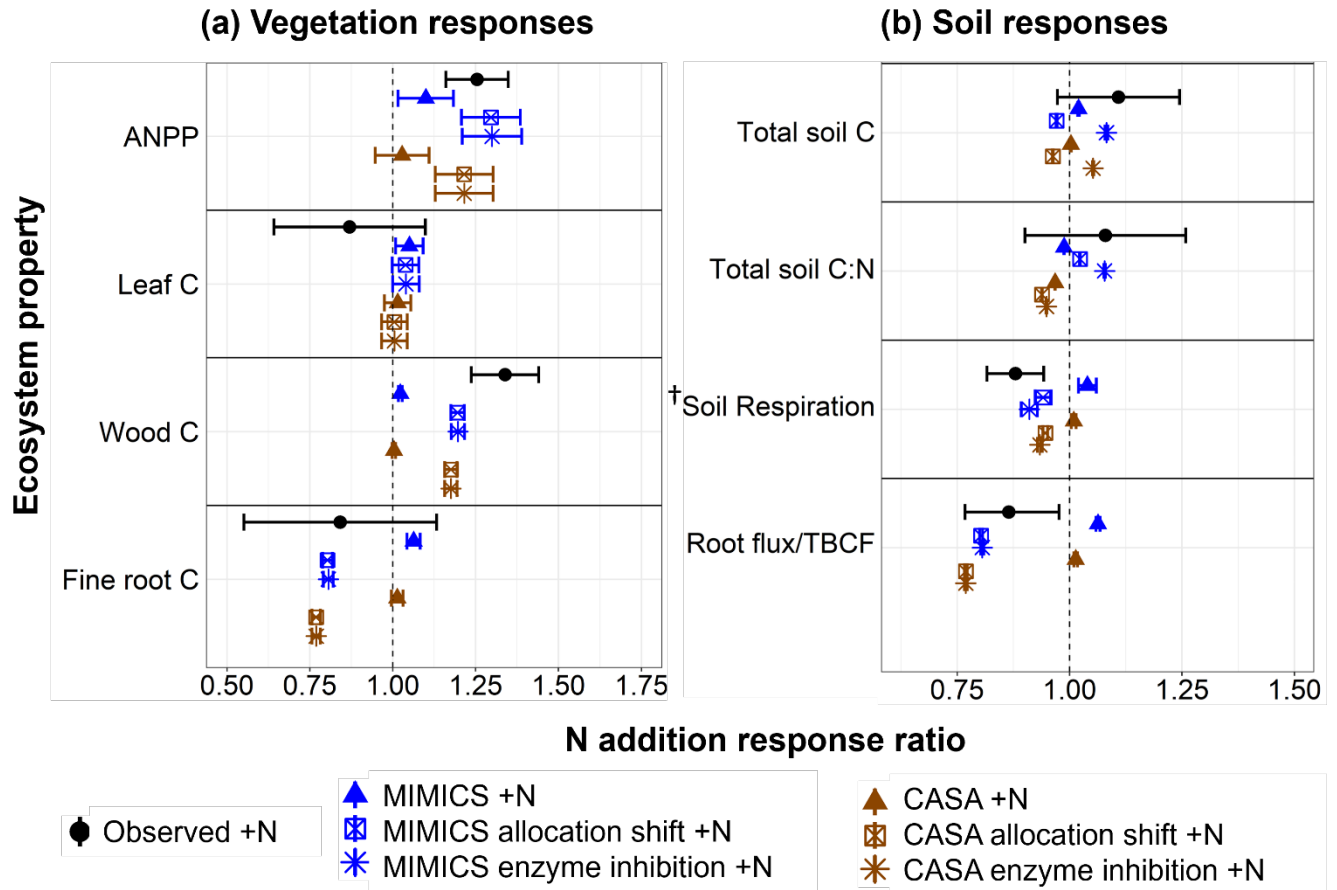 (a) Vegetation responses
(b) Soil responses
Ecosystem property
ANPP
Leaf C
Wood C
Fine root C
0.50 0.75 1.00 1.25 1.50 1.75
Total soil C
Total soil C:N
†Soil Respiration
Root flux/TBCF
0.75 1.00 1.25 1.50
N addition response ratio
Observed +N
MIMICS +N
MIMICS allocation shift +N
MIMICS enzyme inhibition +N
CASA +N
CASA allocation shift +N
CASA enzyme inhibition +N